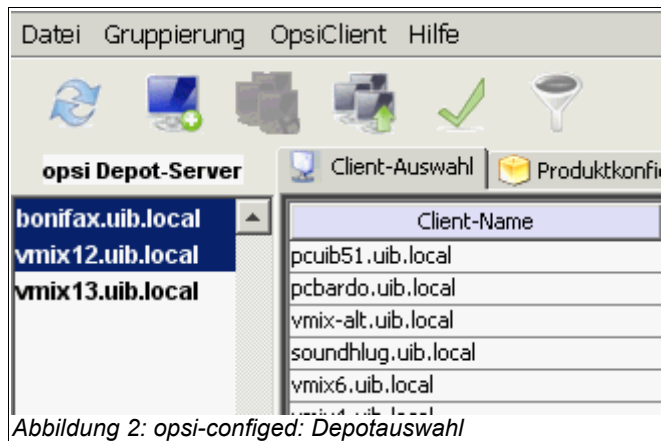 Datei Gruppierung OpsiClient Hilfe
opsi Depot-Server
Client-Auswahl
Produktkonfi
bonifax.uib.local
vmix12.uib.local
vmix13.uib.local
Client-Name
pcuib51.uib.local
pcbardo.uib.local
vmix-alt.uib.local
soundhlug.uib.local
vmix6.uib.local
Abbildung 2: opsi-configed: Depotauswahl